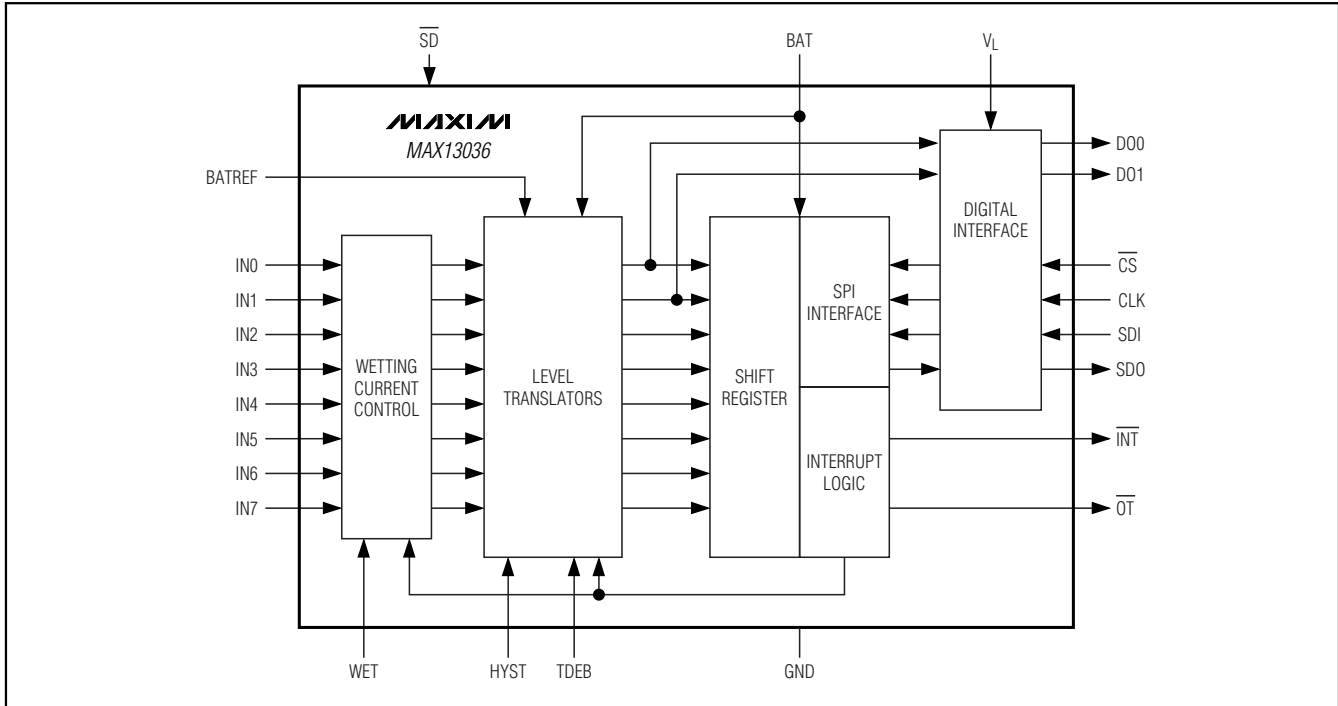 SD
BAT
VL
MAXIM
MAX13036
BATREF
DO0
DO1
DIGITAL
INTERFACE
IN0
IN1
IN2
IN3
IN4
IN5
IN6
IN7
WETTING
CURRENT
CONTROL
LEVEL
TRANSLATORS
SHIFT
REGISTER
SPI
INTERFACE
INTERRUPT
LOGIC
CS
CLK
SDI
SDO
INT
OT
WET
HYST
TDEB
GND